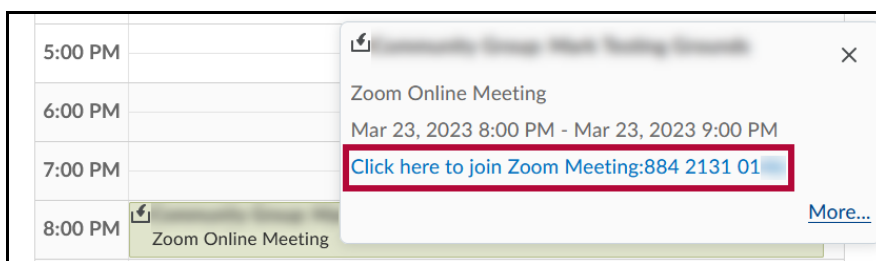 5:00 PM
6:00 PM
7:00 PM
8:00 PM
Zoom Online Meeting
Zoom Online Meeting
Mar 23, 2023 8:00 PM - Mar 23, 2023 9:00 PM
Click here to join Zoom Meeting:884 2131 01
More...